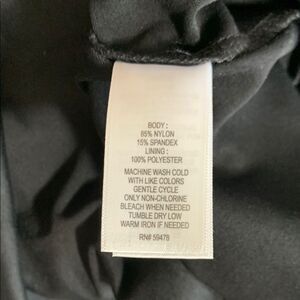 BODY :
85% NYLON
15% SPANDEX
LINING :
100% POLYESTER
MACHINE WASH COLD
WITH LIKE COLORS
GENTLE CYCLE
ONLY NON-CHLORINE
BLEACH WHEN NEEDED
TUMBLE DRY LOW
WARM IRON IF NEEDED
RN# 59478